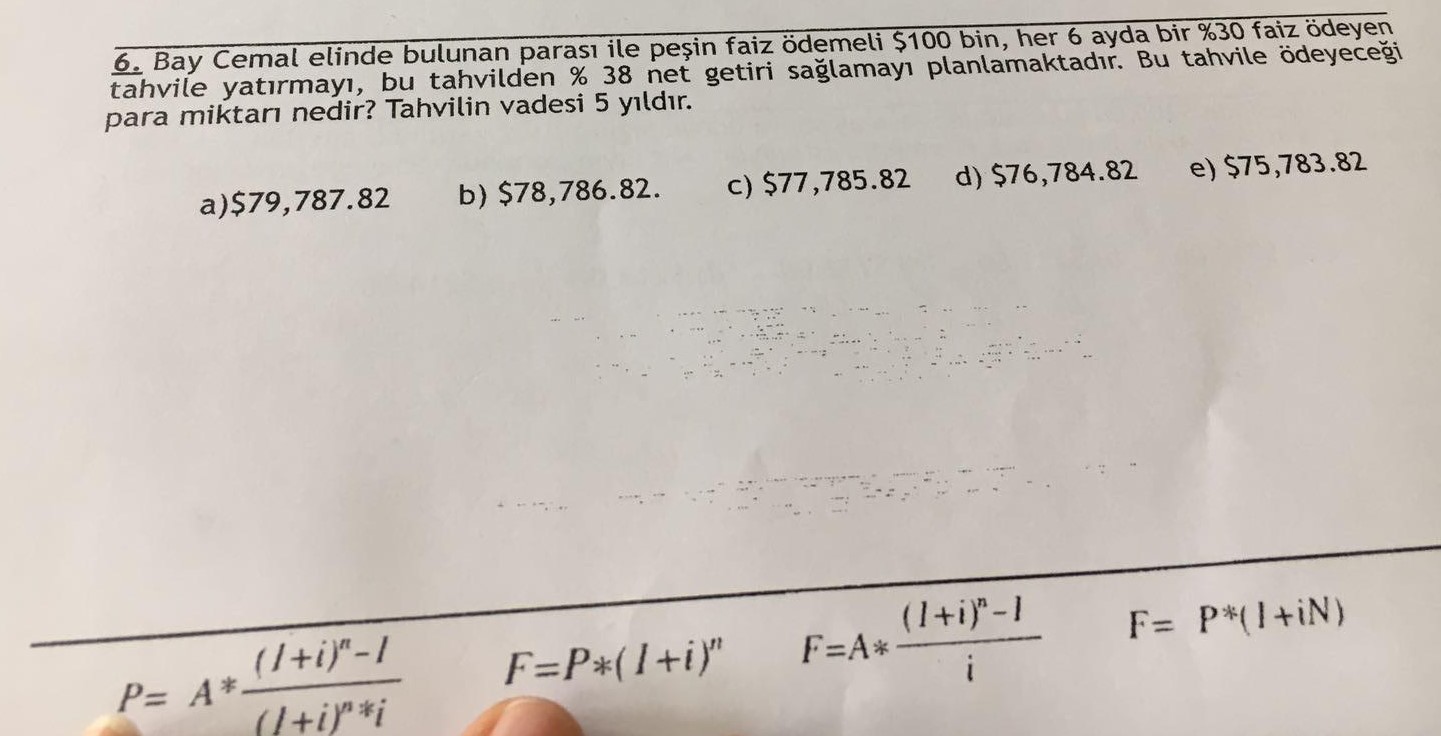 6. Bay Cemal elinde bulunan parası ile peşin faiz ödemeli $100 bin, her 6 ayda bir %30 faiz ödeyen
tahvile yatırmayı, bu tahvilden % 38 net getiri sağlamayı planlamaktadır. Bu tahvile ödeyeceği
para miktarı nedir? Tahvilin vadesi 5 yıldır.
a)$79,787.82 b) $78,786.82. c) $77,785.82 d) $76,784.82 e) $75,783.82
P= A*((1+i)ⁿ-1)/((1+i)ⁿ*i) F=P*(1+i)ⁿ F=A*((1+i)ⁿ-1)/i F= P*(1+iN)